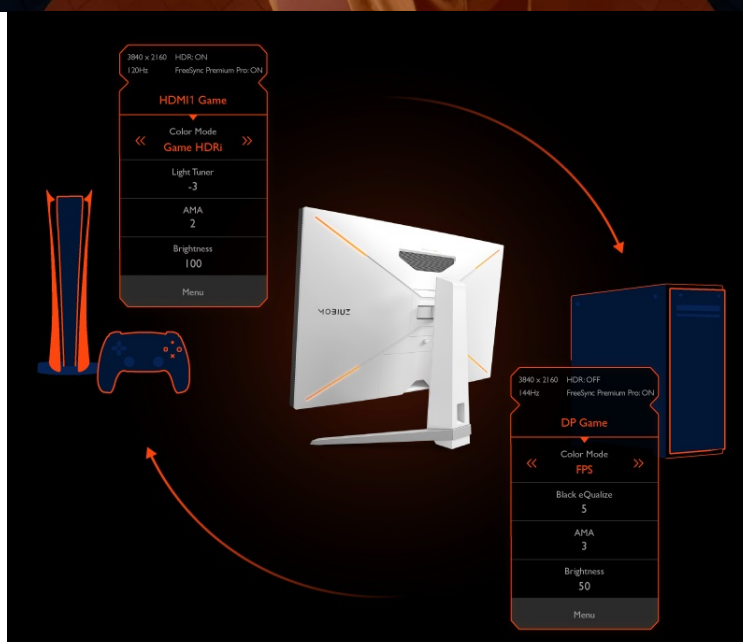 3840 x 2160 HDR: ON
120Hz FreeSync Premium Pro: ON
HDMI1 Game
Color Mode
Game HDRi
Light Tuner
-3
AMA
2
Brightness
100
Menu
MOBIUZ
3840 x 2160 HDR: OFF
144Hz FreeSync Premium Pro: ON
DP Game
Color Mode
FPS
Black eQualize
5
AMA
3
Brightness
50
Menu